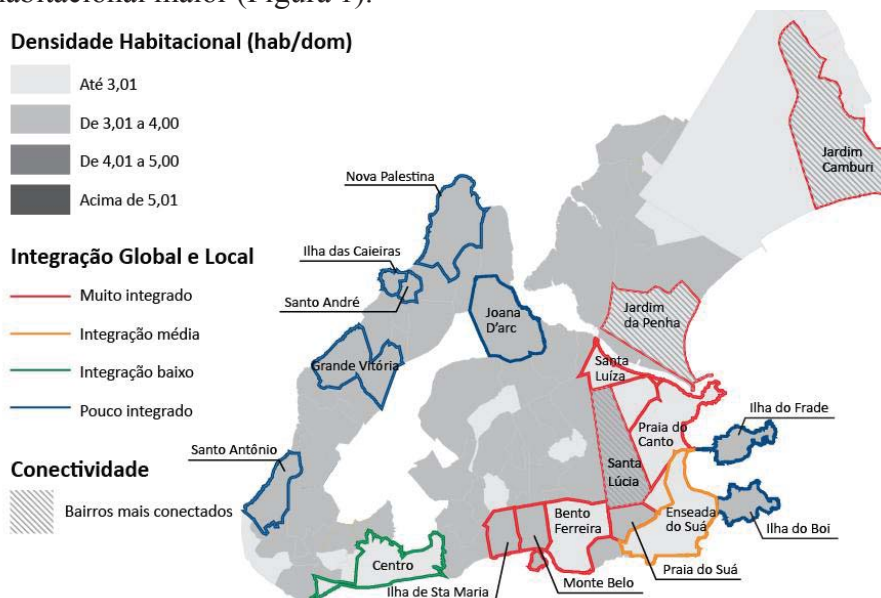 habitacional maior (Figura 1).
Densidade Habitacional (hab/dom)
Até 3,01
De 3,01 a 4,00
De 4,01 a 5,00
Acima de 5,01
Integração Global e Local
Muito integrado
Integração média
Integração baixo
Pouco integrado
Conectividade
Bairros mais conectados
Jardim
Camburi
Nova Palestina
Ilha das Caieiras
Santo André
Joana
D'arc
Jardim
da Penha
Grande Vitória
Santa
Luíza
Praia do
Canto
Ilha do Frade
Santo Antônio
Santa
Lúcia
Bento
Ferreira
Enseada
do Suá
Ilha do Boi
Centro
Praia do Suá
Monte Belo
Ilha de Sta Maria